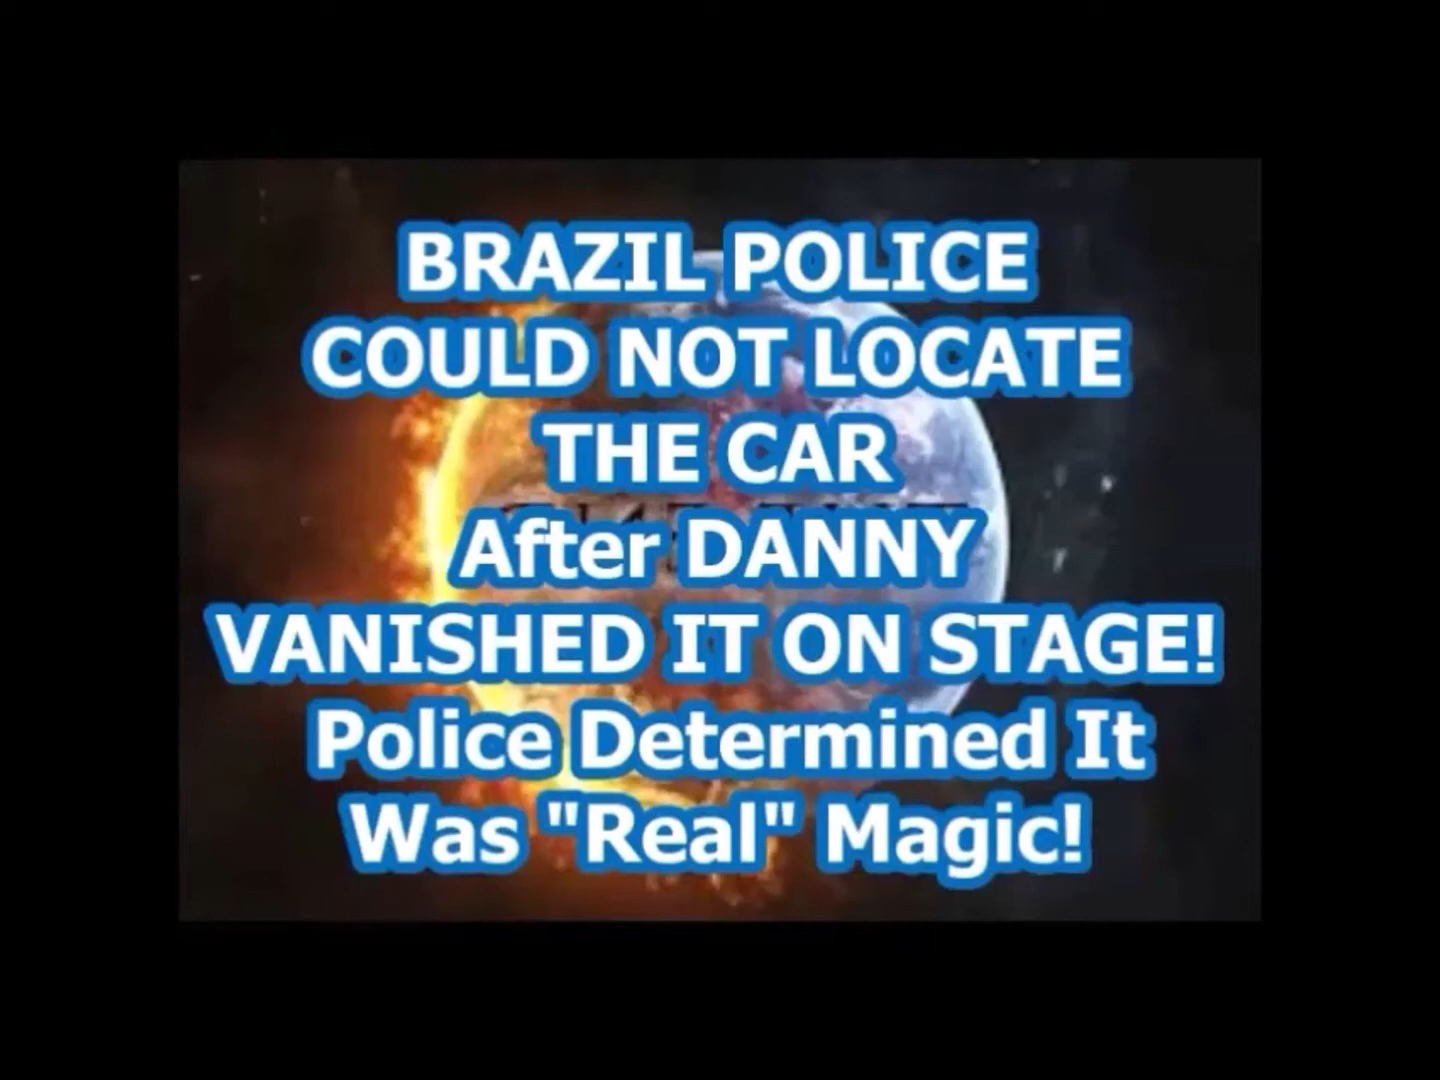 BRAZIL POLICE
COULD NOT LOCATE
THE CAR
After DANNY
VANISHED IT ON STAGE!
Police Determined It
Was "Real" Magic!